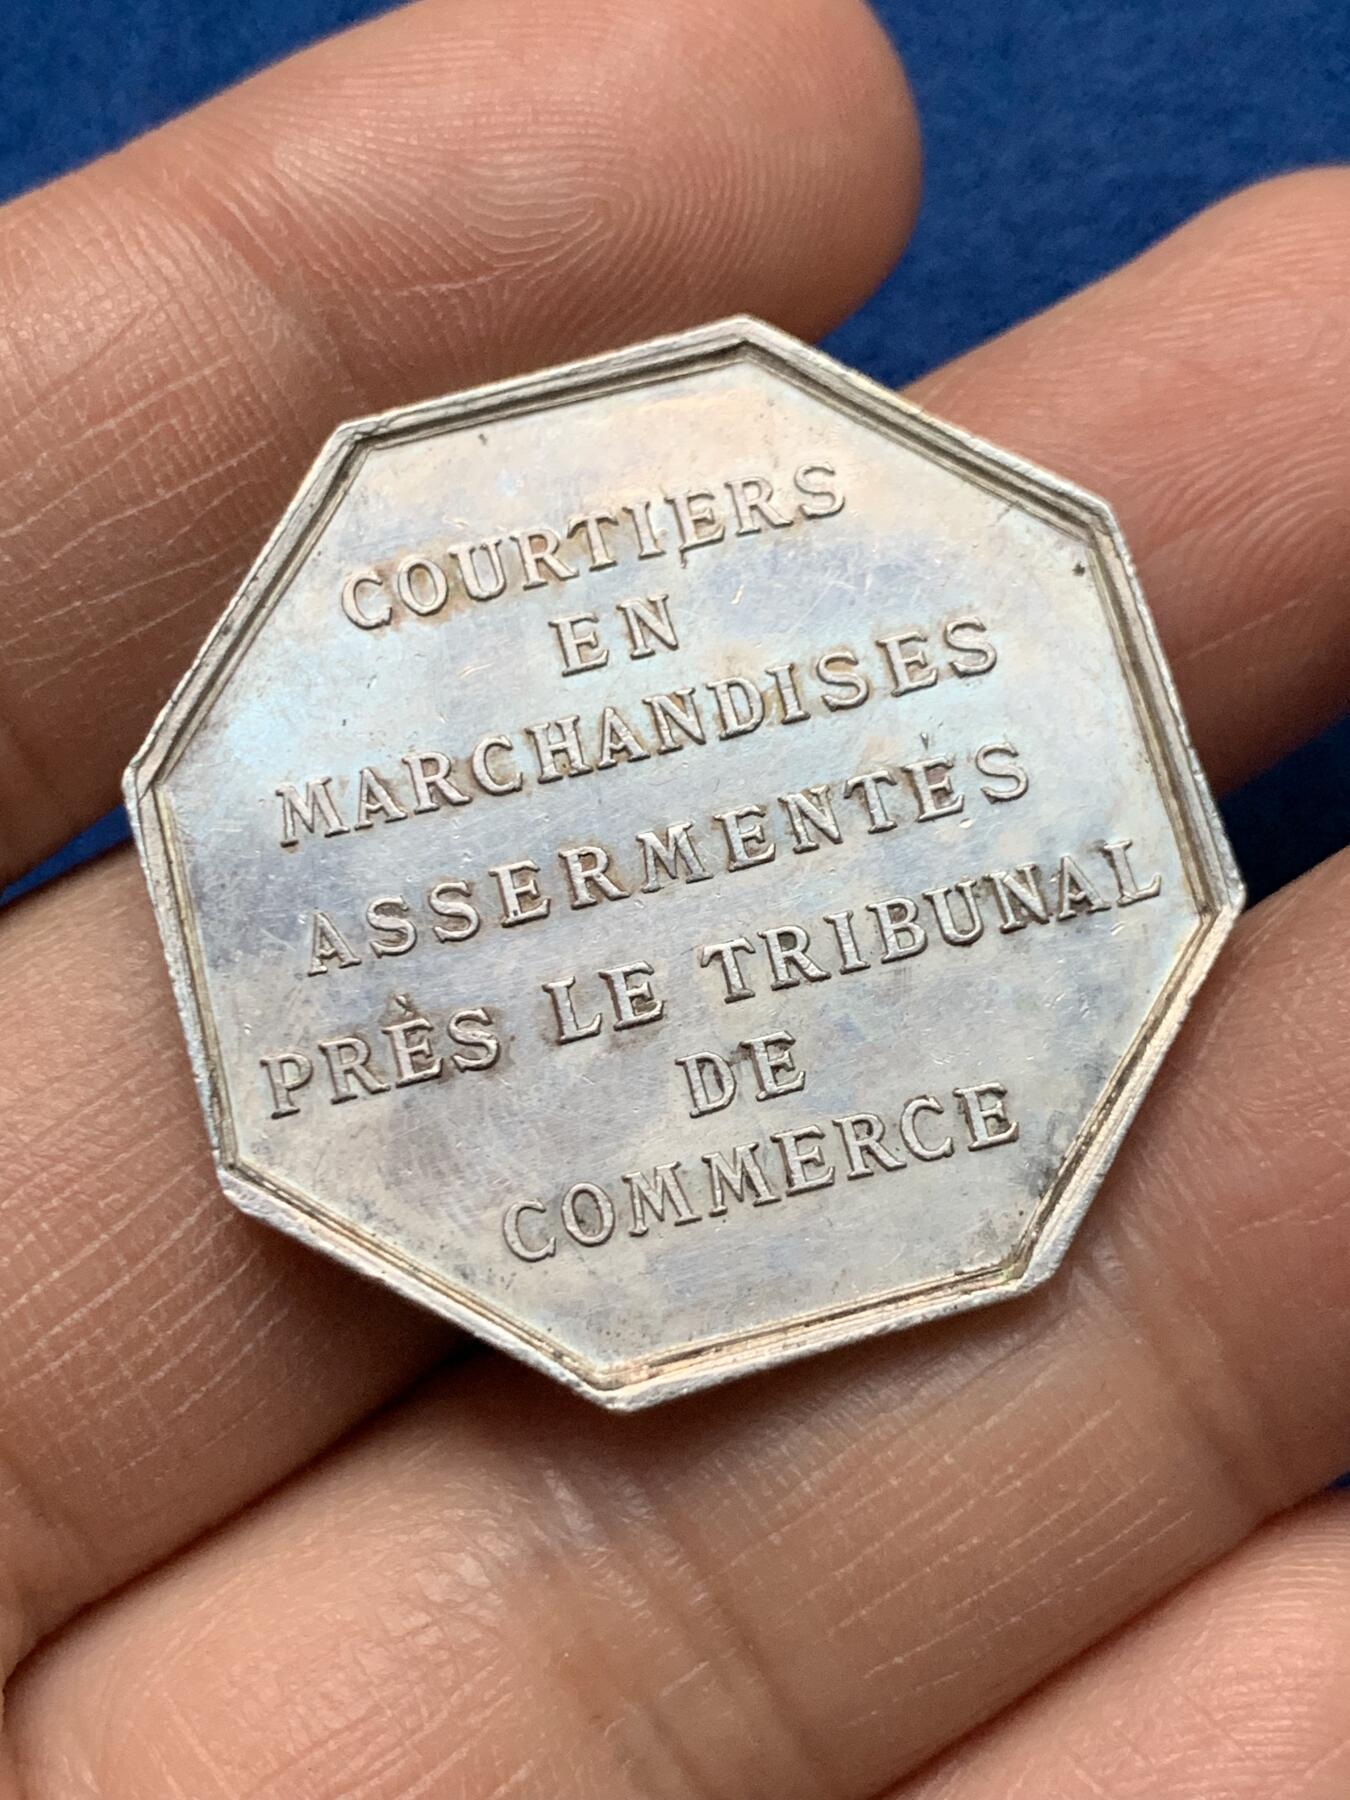 COURTIERS
EN
MARCHANDISES
ASSERMENTÉS
PRÈS LE TRIBUNAL
DE
COMMERCE